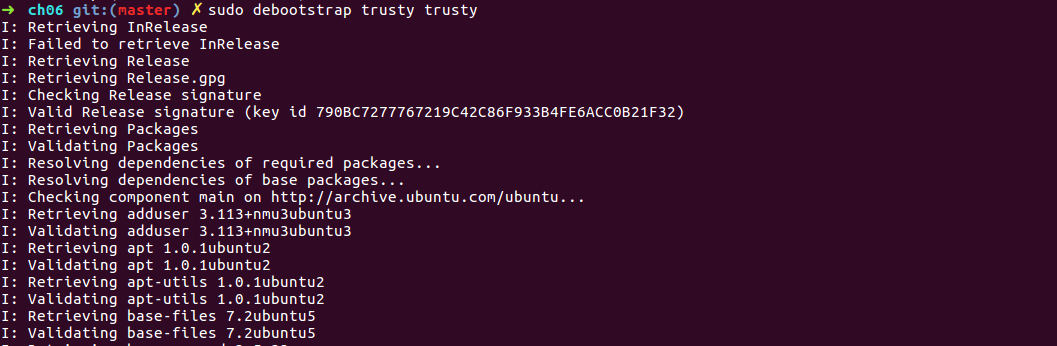 ➜ ch06 git:(master) ✗ sudo debootstrap trusty trusty
I: Retrieving InRelease
I: Failed to retrieve InRelease
I: Retrieving Release
I: Retrieving Release.gpg
I: Checking Release signature
I: Valid Release signature (key id 790BC7277767219C42C86F933B4FE6ACC0B21F32)
I: Retrieving Packages
I: Validating Packages
I: Resolving dependencies of required packages...
I: Resolving dependencies of base packages...
I: Checking component main on http://archive.ubuntu.com/ubuntu...
I: Retrieving adduser 3.113+nmu3ubuntu3
I: Validating adduser 3.113+nmu3ubuntu3
I: Retrieving apt 1.0.1ubuntu2
I: Validating apt 1.0.1ubuntu2
I: Retrieving apt-utils 1.0.1ubuntu2
I: Validating apt-utils 1.0.1ubuntu2
I: Retrieving base-files 7.2ubuntu5
I: Validating base-files 7.2ubuntu5